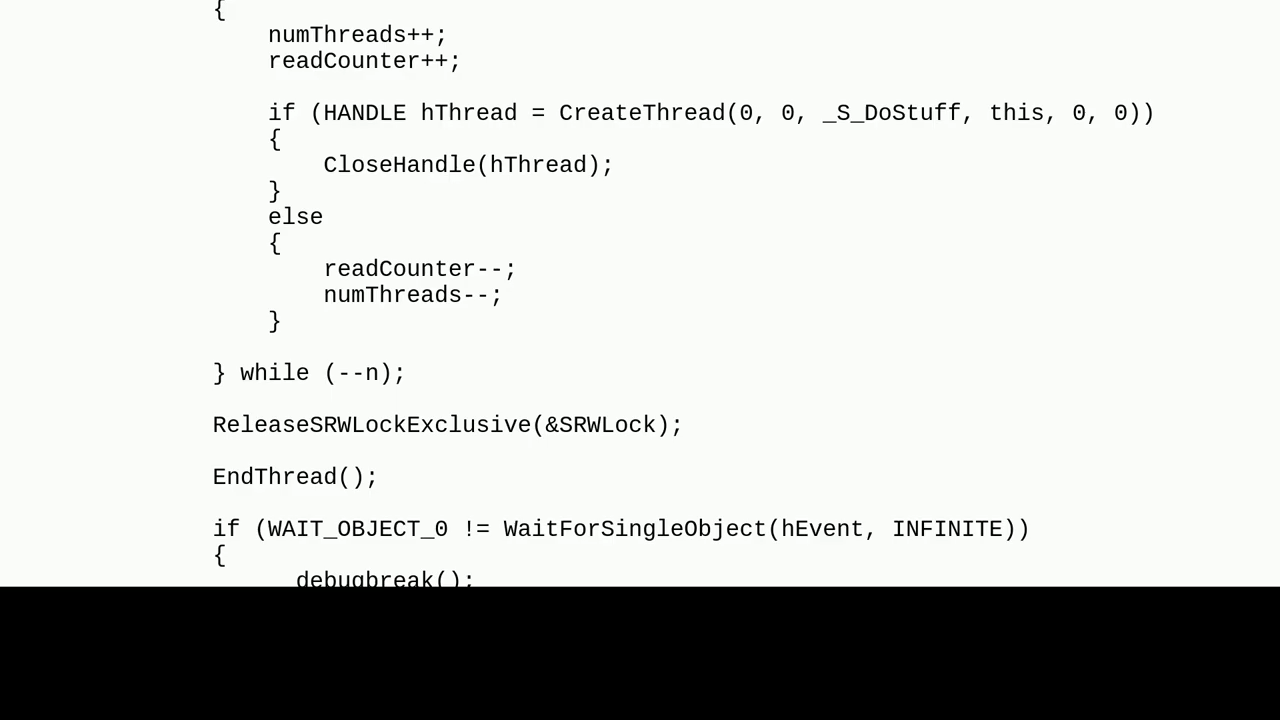 {
numThreads++;
readCounter++;
if (HANDLE hThread = CreateThread(0, 0, _S_DoStuff, this, 0, 0))
{
CloseHandle(hThread);
}
else
{
readCounter--;
numThreads--;
}
} while (--n);
ReleaseSRWLockExclusive(&SRWLock);
EndThread();
if (WAIT_OBJECT_0 != WaitForSingleObject(hEvent, INFINITE))
{
debugbreak();